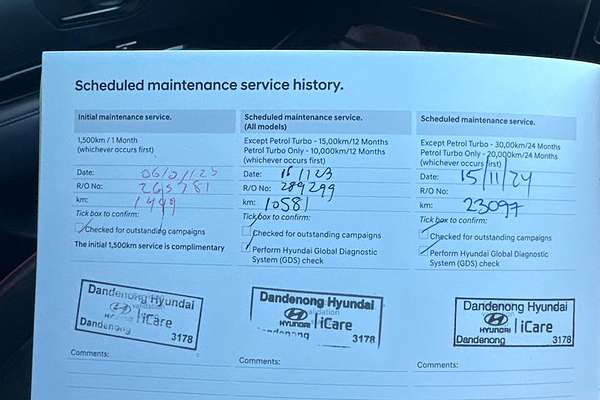 Scheduled maintenance service history.
Initial maintenance service.
1,500km / 1 Month
(whichever occurs first)
Date:
R/O No: 265781
km: 1499
Tick box to confirm:
Checked for outstanding campaigns
The initial 1,500km service is complimentary
Dandenong Hyundai
iCare
Dandenong 3178
Comments:
Scheduled maintenance service.
(All models)
Except Petrol Turbo - 15,00km/12 Months
Petrol Turbo Only - 10,000km/12 Months
(whichever occurs first)
Date:
R/O No: 289299
km: 10581
Tick box to confirm:
Checked for outstanding campaigns
Perform Hyundai Global Diagnostic
System (GDS) check
Dandenong Hyundai
HYUNDAI iCare
3178
Comments:
Scheduled maintenance service.
Except Petrol Turbo - 30,00km/24 Months
Petrol Turbo Only - 20,000km/24 Months
(whichever occurs first)
Date: 15/11/24
R/O No:
km: 23097
Tick box to confirm:
Checked for outstanding campaigns
Perform Hyundai Global Diagnostic
System (GDS) check
Dandenong Hyundai
HYUNDAI iCare
Dandenong 3178
Comments: